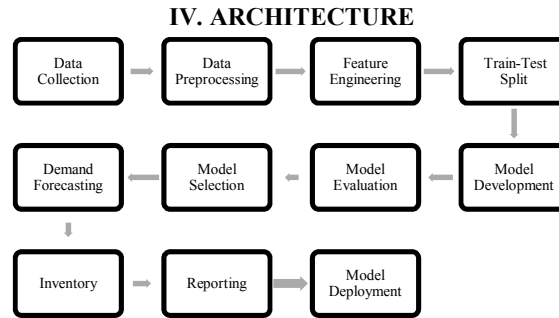 IV. ARCHITECTURE
Data
Collection
Data
Preprocessing
Feature
Engineering
Train-Test
Split
Model
Development
Model
Evaluation
Model
Selection
Demand
Forecasting
Inventory
Reporting
Model
Deployment